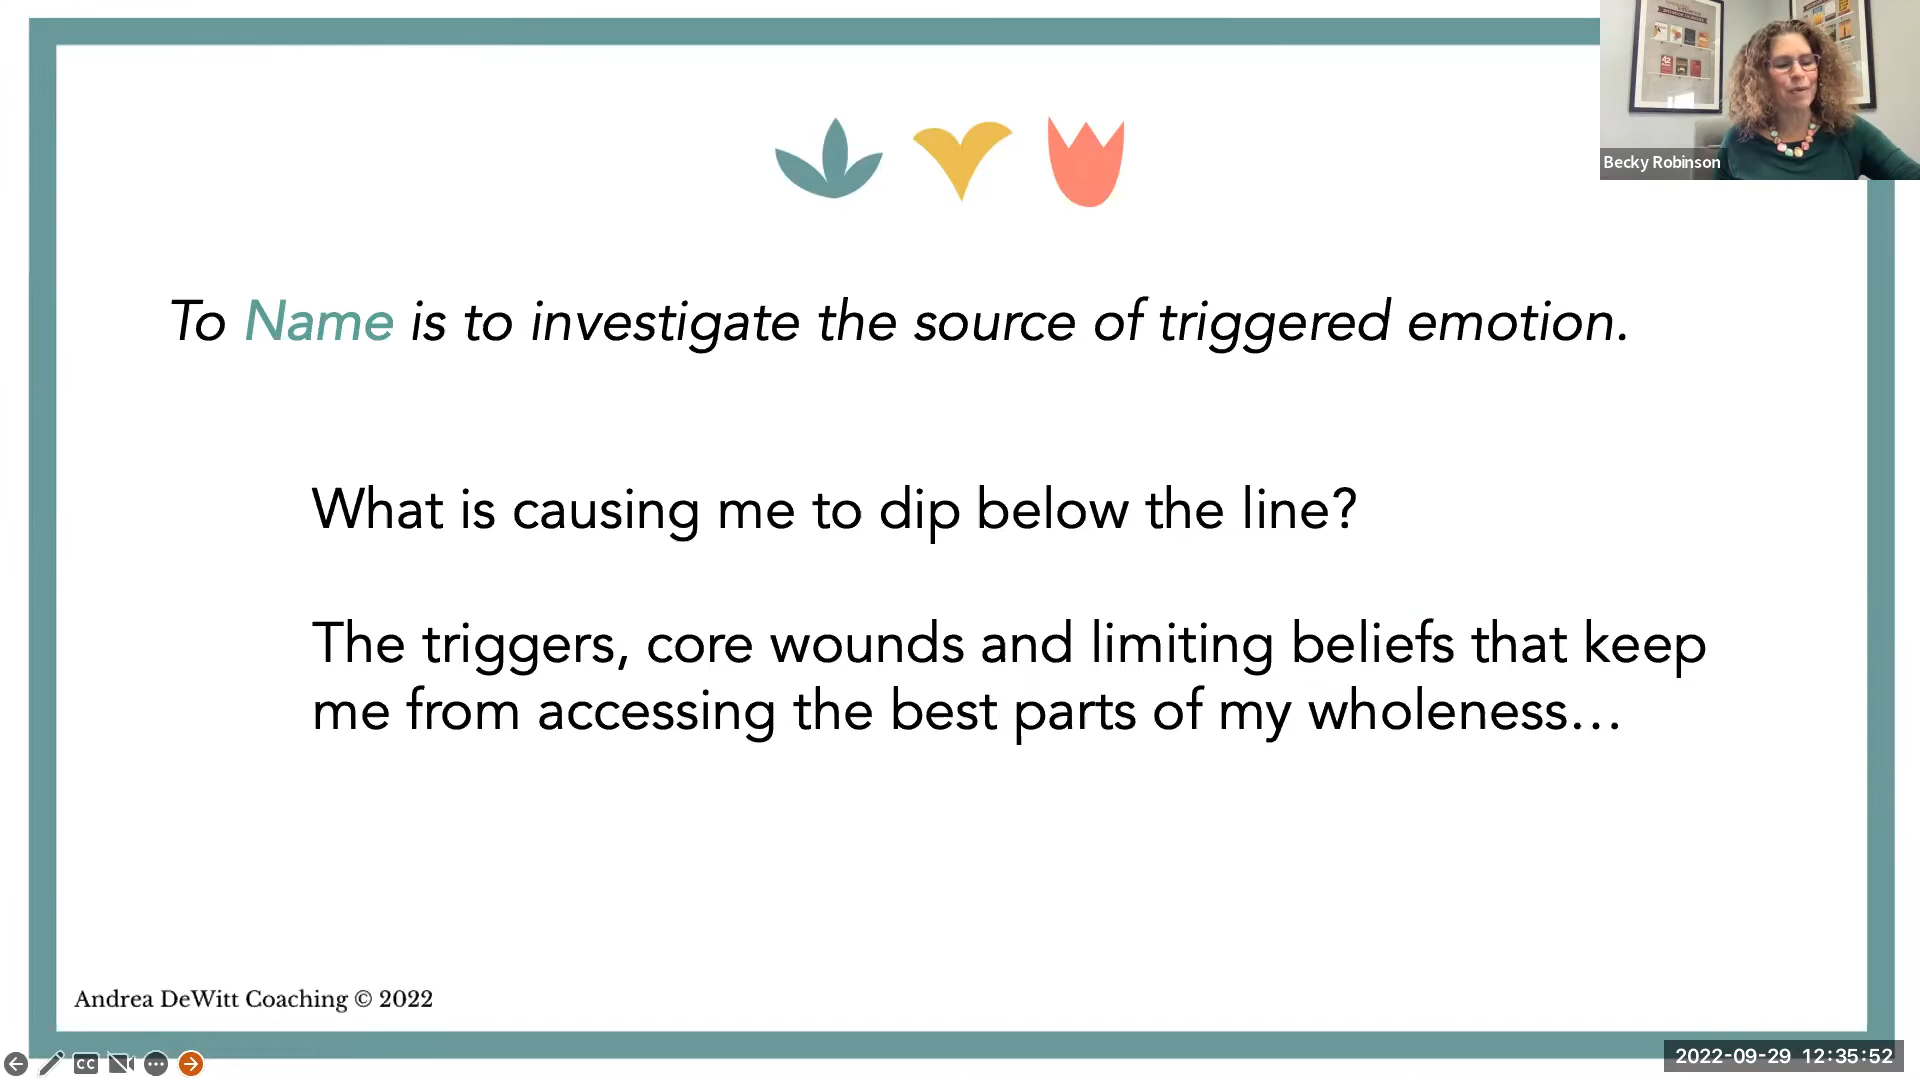 Becky Robinson
To Name is to investigate the source of triggered emotion.
What is causing me to dip below the line?
The triggers, core wounds and limiting beliefs that keep
me from accessing the best parts of my wholeness…
Andrea DeWitt Coaching © 2022
CC
2022-09-29 12:35:52